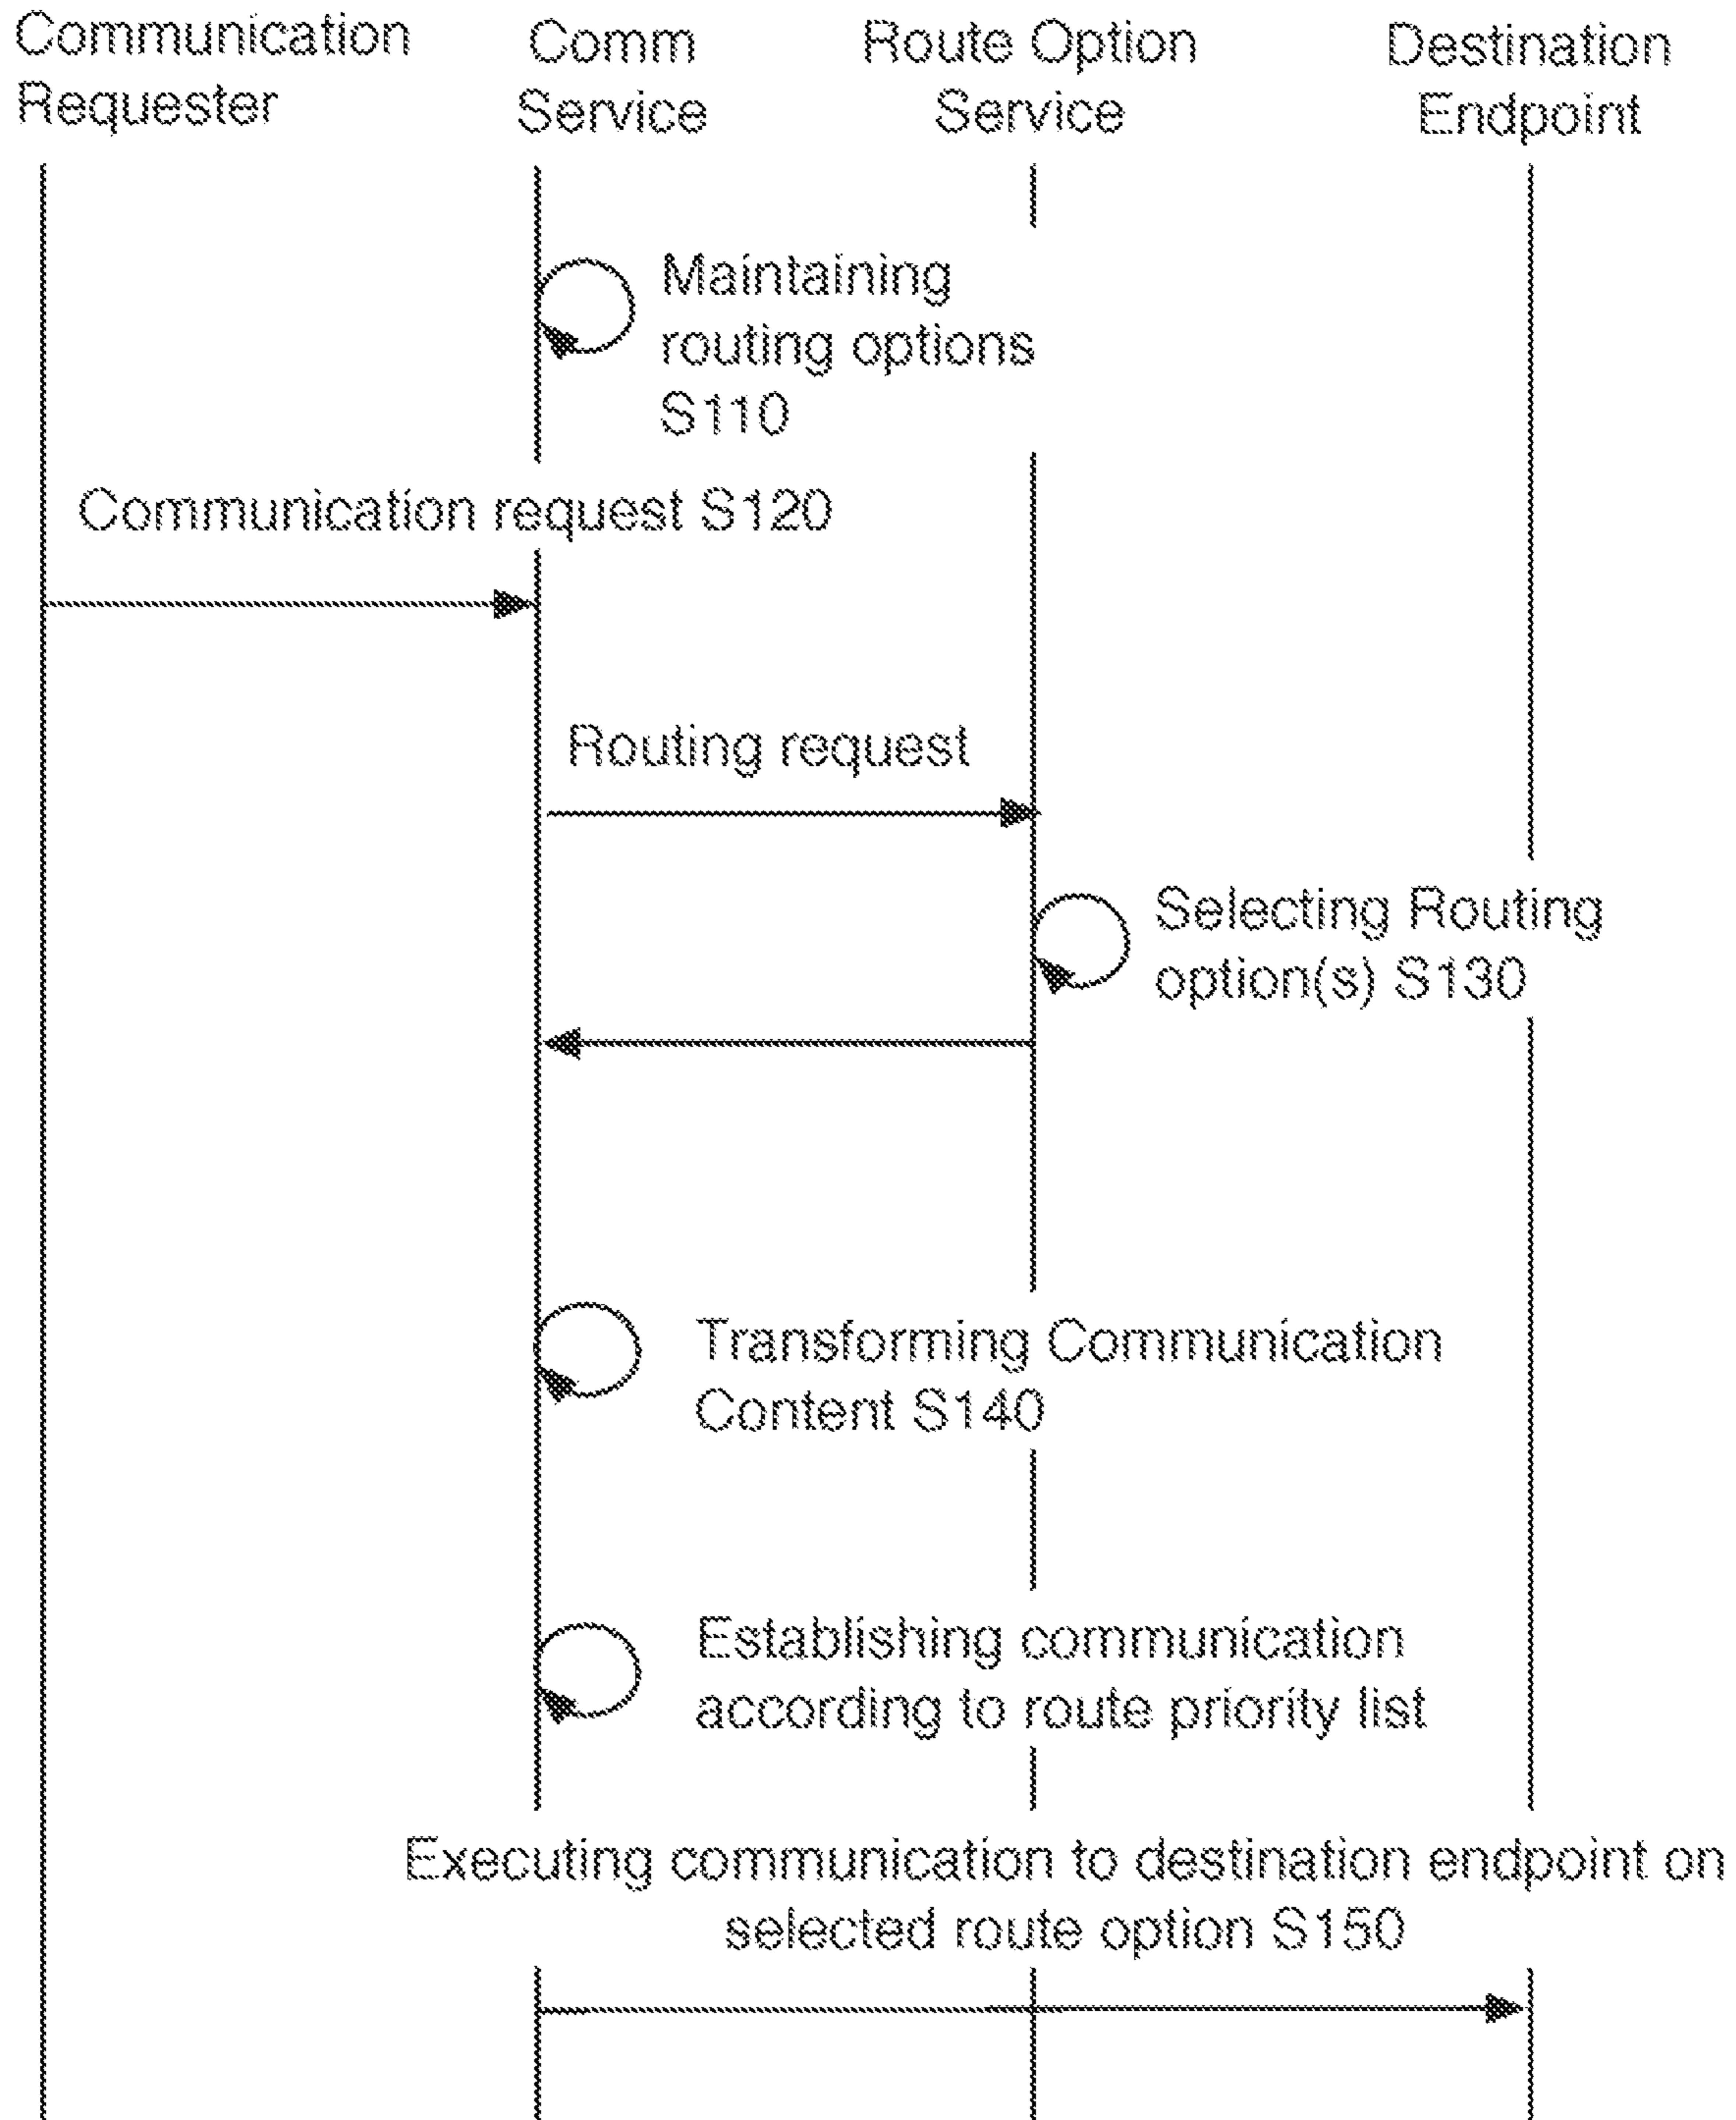 Communication
Requester
Comm
Service
Route Option
Service
Destination
Endpoint
Maintaining
routing options
S110
Communication request S120
Routing request
Selecting Routing
option(s) S130
Transforming Communication
Content S140
Establishing communication
according to route priority list
Executing communication to destination endpoint on
selected route option S150